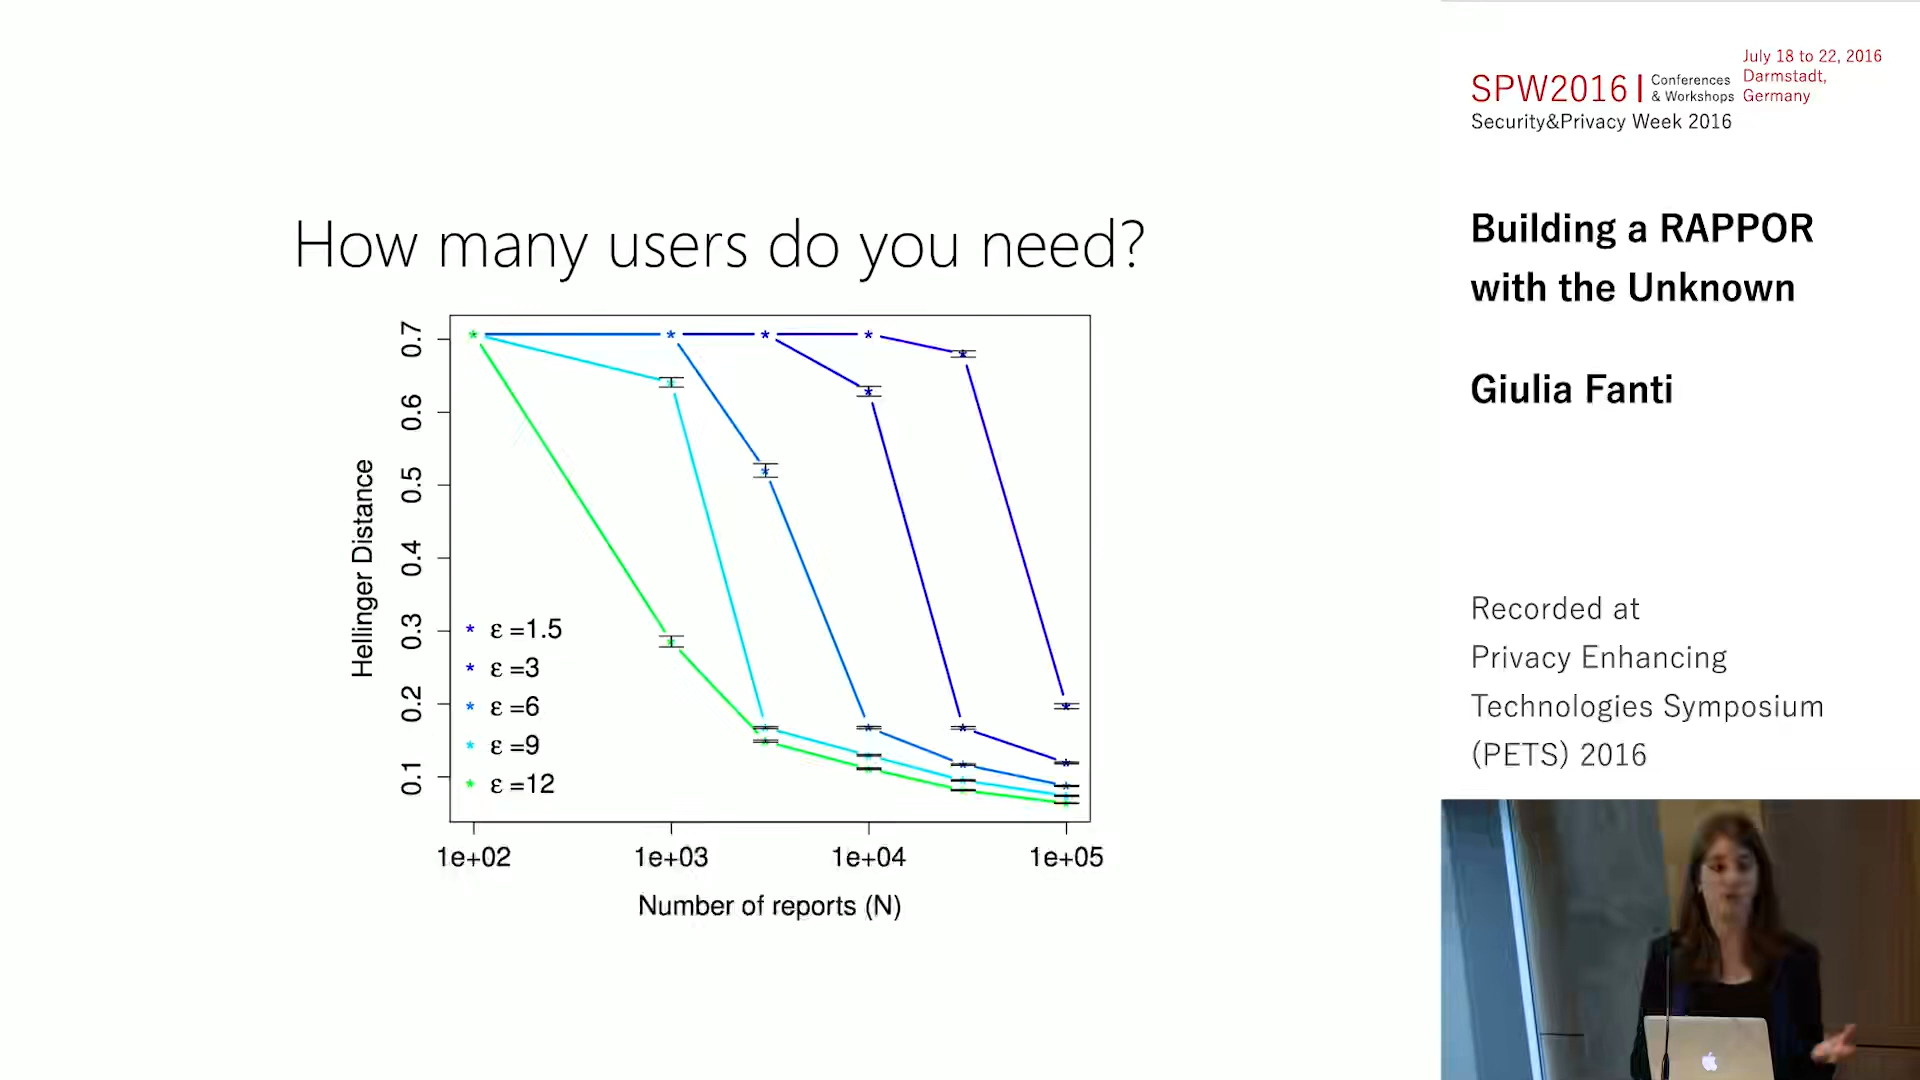 How many users do you need?
0.7
0.6
0.5
0.4
0.3
0.2
0.1
Hellinger Distance
* ε =1.5
* ε =3
* ε =6
* ε =9
* ε =12
1e+02 1e+03 1e+04 1e+05
Number of reports (N)
SPW2016 | Conferences & Workshops
July 18 to 22, 2016
Darmstadt,
Germany
Security&Privacy Week 2016
Building a RAPPOR
with the Unknown
Giulia Fanti
Recorded at
Privacy Enhancing
Technologies Symposium
(PETS) 2016